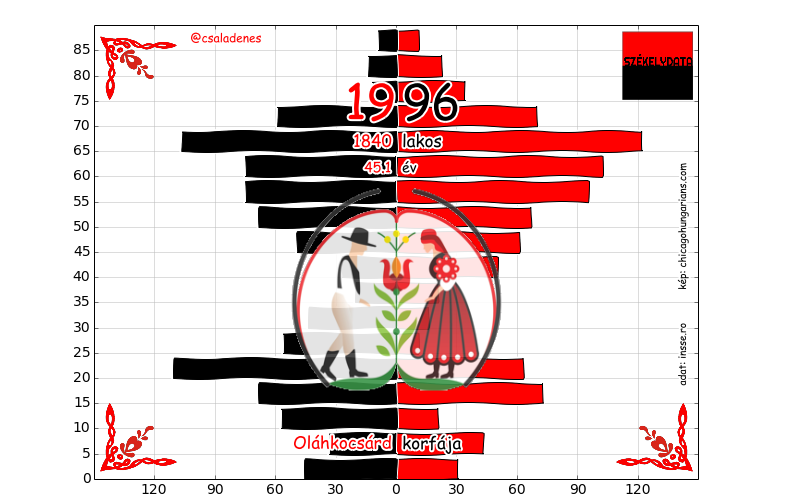 @csaladenes
SZÉKELYDATA
1996
1840 lakos
45.1 év
kép: chicagohungarians.com
adat: insse.ro
Oláhkocsárd korfája
85
80
75
70
65
60
55
50
45
40
35
30
25
20
15
10
5
0
120 90 60 30 0 30 60 90 120